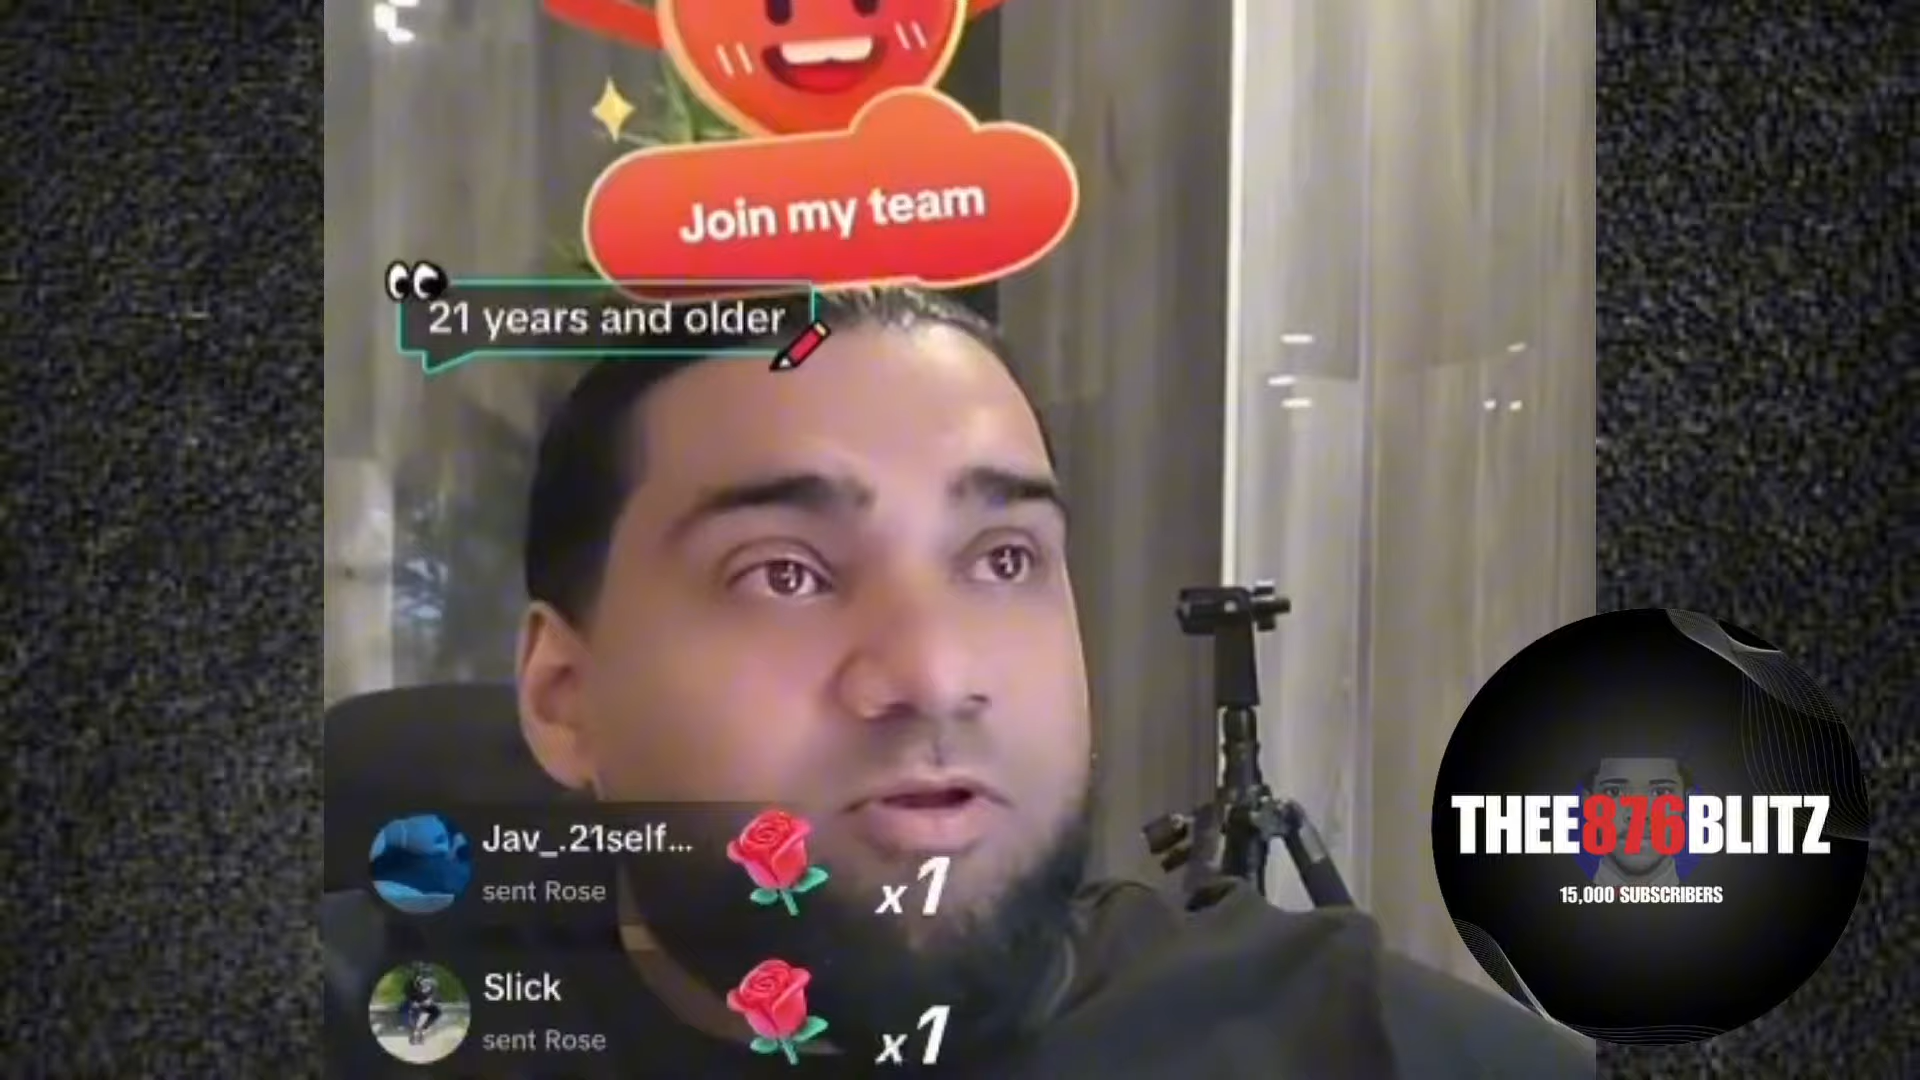 Join my team
21 years and older
Jav_.21self...
sent Rose
x1
Slick
sent Rose
x1
THEE876BLITZ
15,000 SUBSCRIBERS